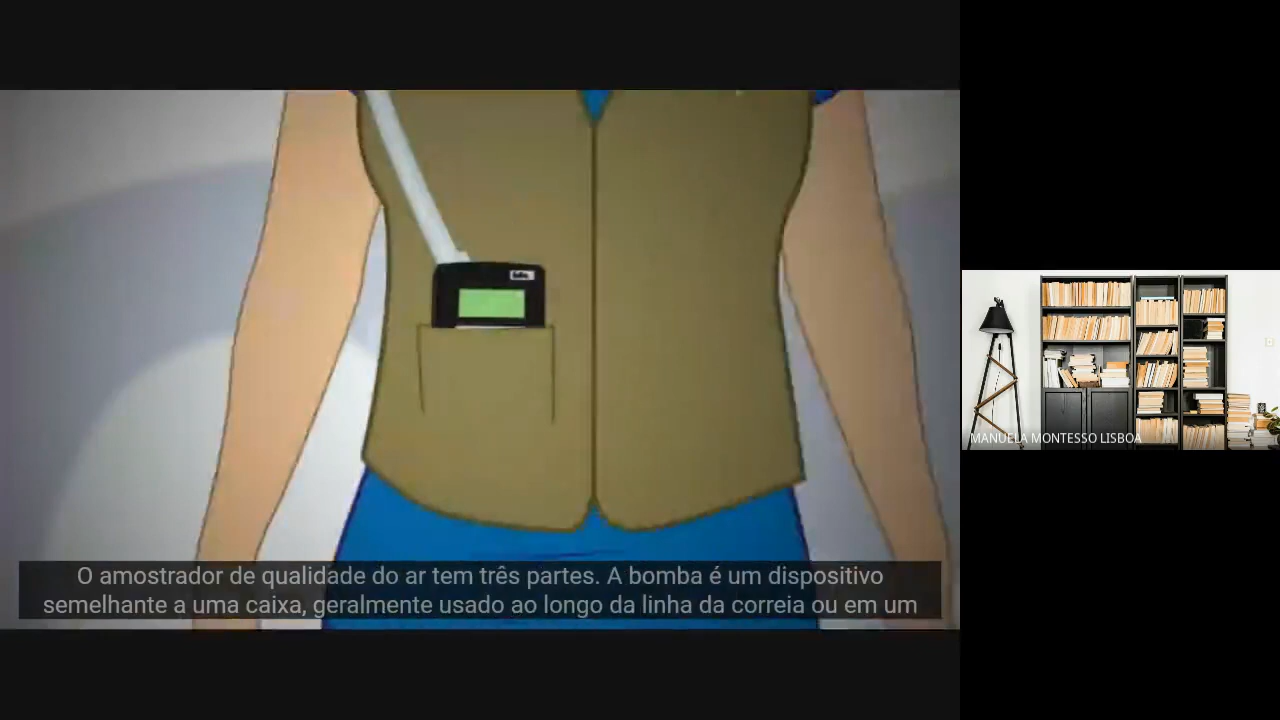 O amostrador de qualidade do ar tem três partes. A bomba é um dispositivo
semelhante a uma caixa, geralmente usado ao longo da linha da correia ou em um
MANUELA MONTESSO LISBOA